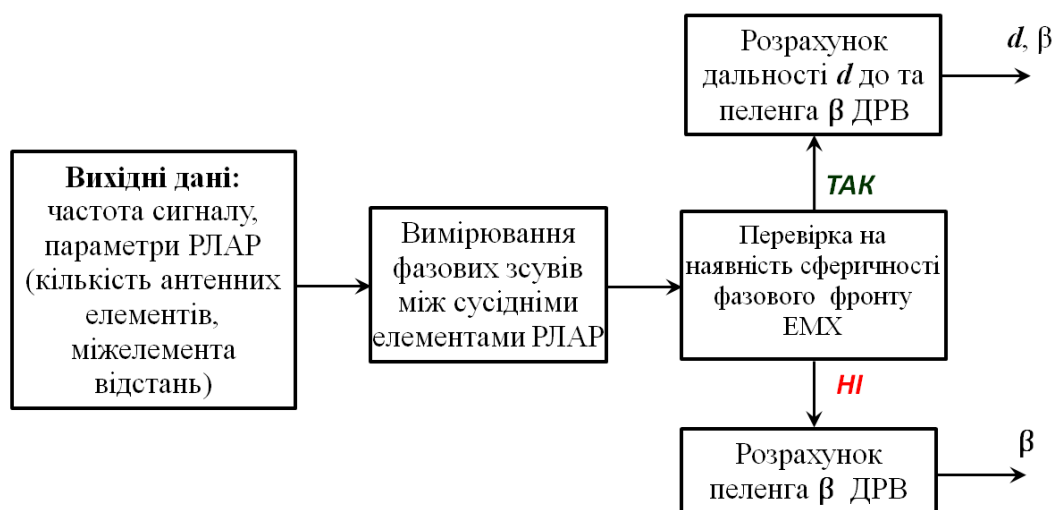 Розрахунок
дальності d до та
пеленга β ДРВ
d, β
ТАК
Вихідні дані:
частота сигналу,
параметри РЛАР
(кількість антенних
елементів,
міжелемента
відстань)
Вимірювання
фазових зсувів
між сусідніми
елементами РЛАР
Перевірка на
наявність сферичності
фазового фронту
ЕМХ
НІ
Розрахунок
пеленга β ДРВ
β